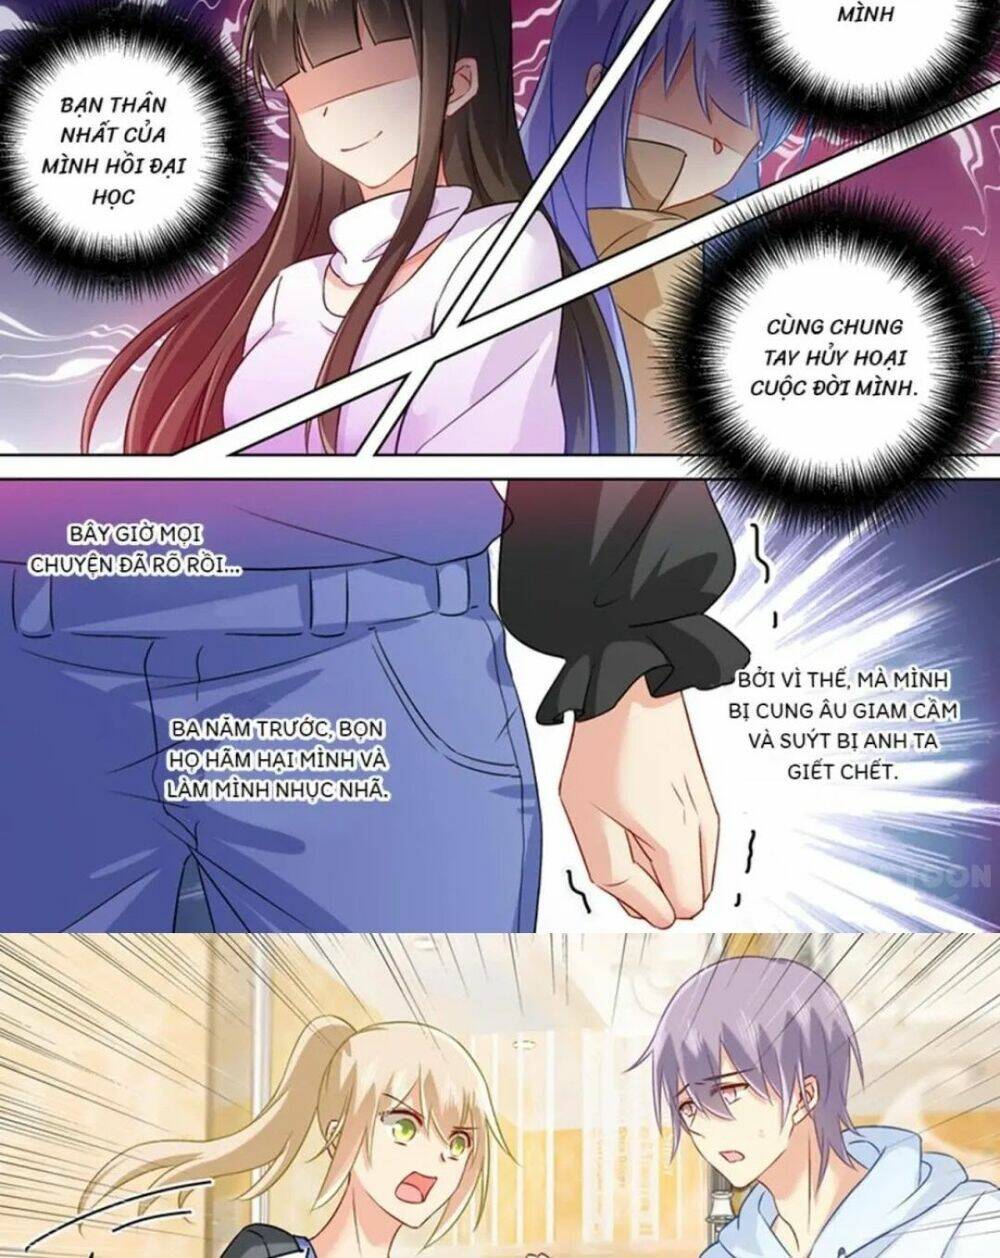 MÌNH
BẠN THÂN
NHẤT CỦA
MÌNH HỒI ĐẠI
HỌC
CÙNG CHUNG
TAY HỦY HOẠI
CUỘC ĐỜI MÌNH.
BÂY GIỜ MỌI
CHUYỆN ĐÃ RÕ RỒI...
BA NĂM TRƯỚC, BỌN
HỌ HÃM HẠI MÌNH VÀ
LÀM MÌNH NHỤC NHÃ.
BỞI VÌ THẾ, MÀ MÌNH
BỊ CUNG ÂU GIAM CẦM
VÀ SUÝT BỊ ANH TA
GIẾT CHẾT.